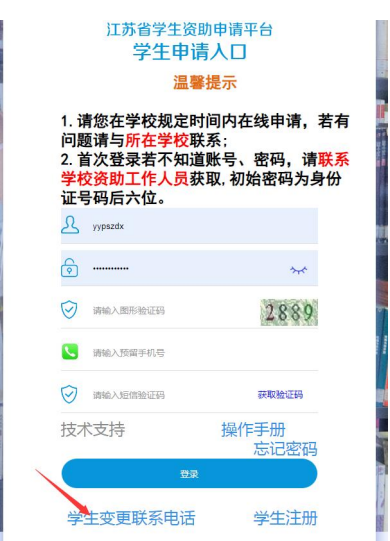 江苏省学生资助申请平台
学生申请入口
温馨提示
1. 请您在学校规定时间内在线申请，若有
问题请与所在学校联系;
2. 首次登录若不知道账号、密码，请联系
学校资助工作人员获取, 初始密码为身份
证号码后六位。
yypszdx
••••••••••••
请输入图形验证码 2889
请输入预留手机号
请输入短信验证码 获取验证码
技术支持 操作手册
忘记密码
登录
学生变更联系电话 学生注册